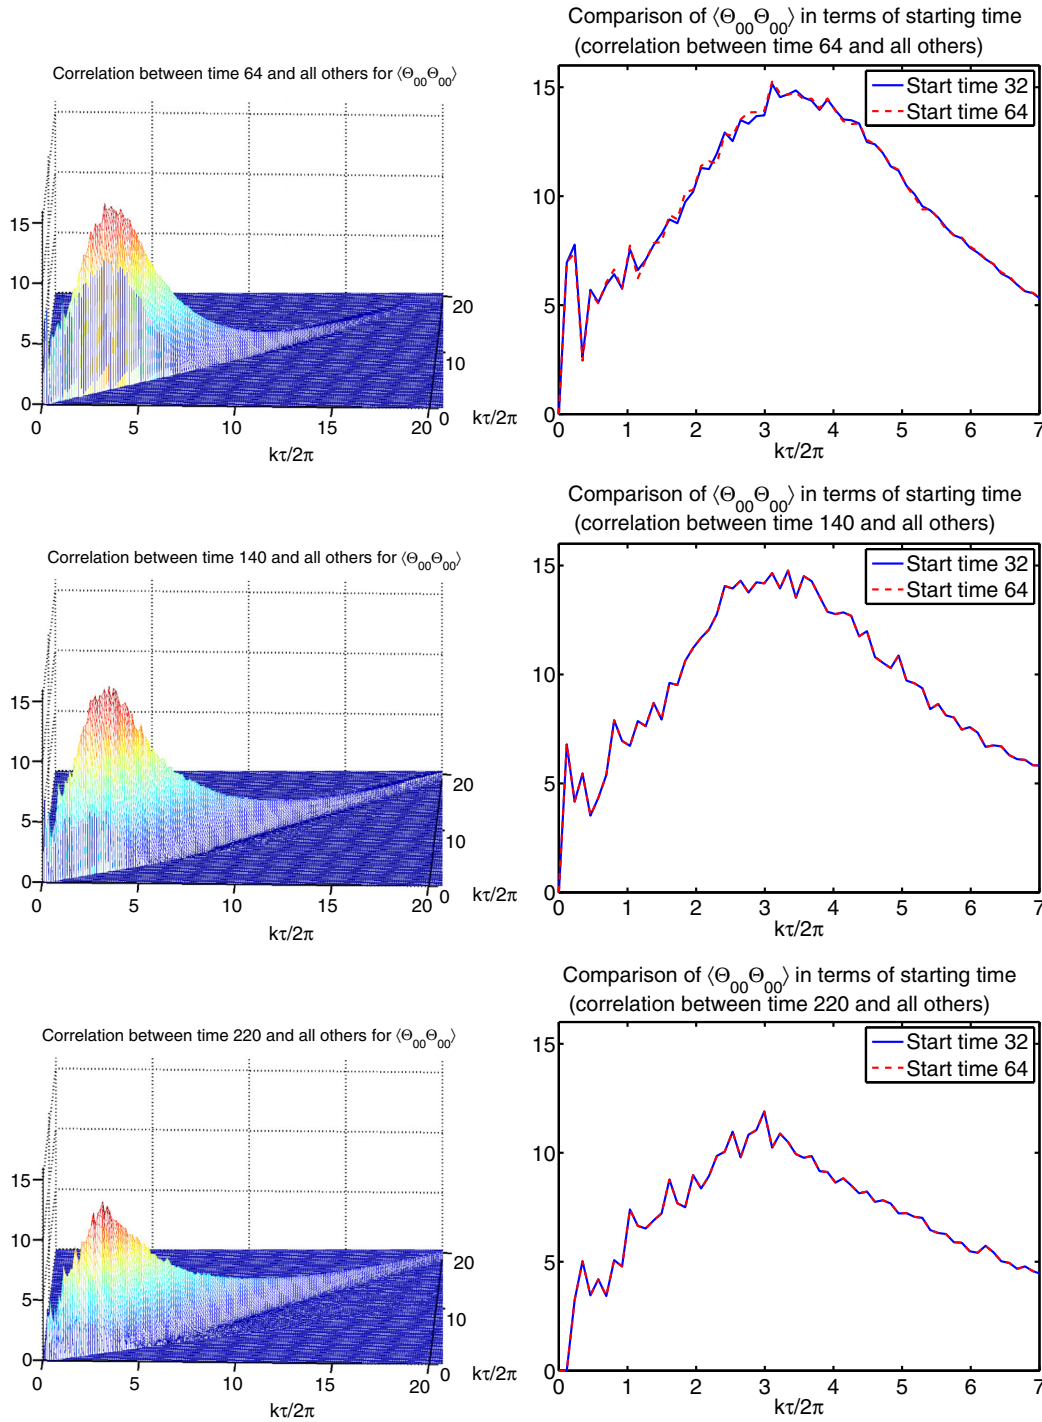 Correlation between time 64 and all others for ⟨Θ00Θ00⟩
15
10
5
0
0
5
10
15
20
0
10
20
kτ/2π
kτ/2π
Comparison of ⟨Θ00Θ00⟩ in terms of starting time
(correlation between time 64 and all others)
Start time 32
Start time 64
15
10
5
0
0 1 2 3 4 5 6 7
kτ/2π
Correlation between time 140 and all others for ⟨Θ00Θ00⟩
15
10
5
0
0
5
10
15
20
0
10
20
kτ/2π
kτ/2π
Comparison of ⟨Θ00Θ00⟩ in terms of starting time
(correlation between time 140 and all others)
Start time 32
Start time 64
15
10
5
0
0 1 2 3 4 5 6 7
kτ/2π
Correlation between time 220 and all others for ⟨Θ00Θ00⟩
15
10
5
0
0
5
10
15
20
0
10
20
kτ/2π
kτ/2π
Comparison of ⟨Θ00Θ00⟩ in terms of starting time
(correlation between time 220 and all others)
Start time 32
Start time 64
15
10
5
0
0 1 2 3 4 5 6 7
kτ/2π